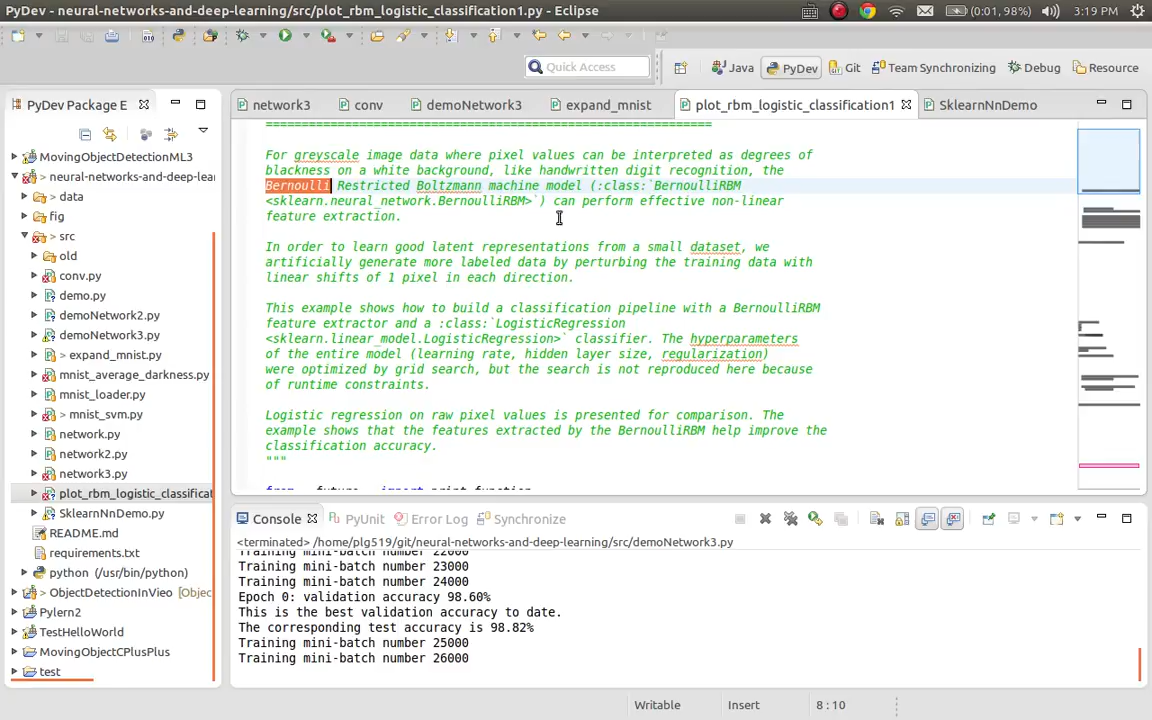 PyDev - neural-networks-and-deep-learning/src/plot_rbm_logistic_classification1.py - Eclipse
(0:01, 98%)
3:19 PM
Quick Access
Java
PyDev
Git
Team Synchronizing
Debug
Resource
PyDev Package E
network3
conv
demoNetwork3
expand_mnist
plot_rbm_logistic_classification1
SklearnNnDemo
MovingObjectDetectionML3
> neural-networks-and-deep-lear
> data
fig
> src
old
conv.py
demo.py
demoNetwork2.py
demoNetwork3.py
> expand_mnist.py
mnist_average_darkness.py
mnist_loader.py
> mnist_svm.py
network.py
network2.py
network3.py
plot_rbm_logistic_classificat
SklearnNnDemo.py
README.md
requirements.txt
python (/usr/bin/python)
> ObjectDetectionInVieo [Objec
Pylern2
TestHelloWorld
MovingObjectCPlusPlus
test
==========================================================
For greyscale image data where pixel values can be interpreted as degrees of
blackness on a white background, like handwritten digit recognition, the
Bernoulli Restricted Boltzmann machine model (:class:`BernoulliRBM
<sklearn.neural_network.BernoulliRBM>`) can perform effective non-linear
feature extraction.
In order to learn good latent representations from a small dataset, we
artificially generate more labeled data by perturbing the training data with
linear shifts of 1 pixel in each direction.
This example shows how to build a classification pipeline with a BernoulliRBM
feature extractor and a :class:`LogisticRegression
<sklearn.linear_model.LogisticRegression>` classifier. The hyperparameters
of the entire model (learning rate, hidden layer size, regularization)
were optimized by grid search, but the search is not reproduced here because
of runtime constraints.
Logistic regression on raw pixel values is presented for comparison. The
example shows that the features extracted by the BernoulliRBM help improve the
classification accuracy.
"""
from __future__ import print_function
Console
PyUnit
Error Log
Synchronize
<terminated> /home/plg519/git/neural-networks-and-deep-learning/src/demoNetwork3.py
Training mini-batch number 22000
Training mini-batch number 23000
Training mini-batch number 24000
Epoch 0: validation accuracy 98.60%
This is the best validation accuracy to date.
The corresponding test accuracy is 98.82%
Training mini-batch number 25000
Training mini-batch number 26000
Writable
Insert
8 : 10